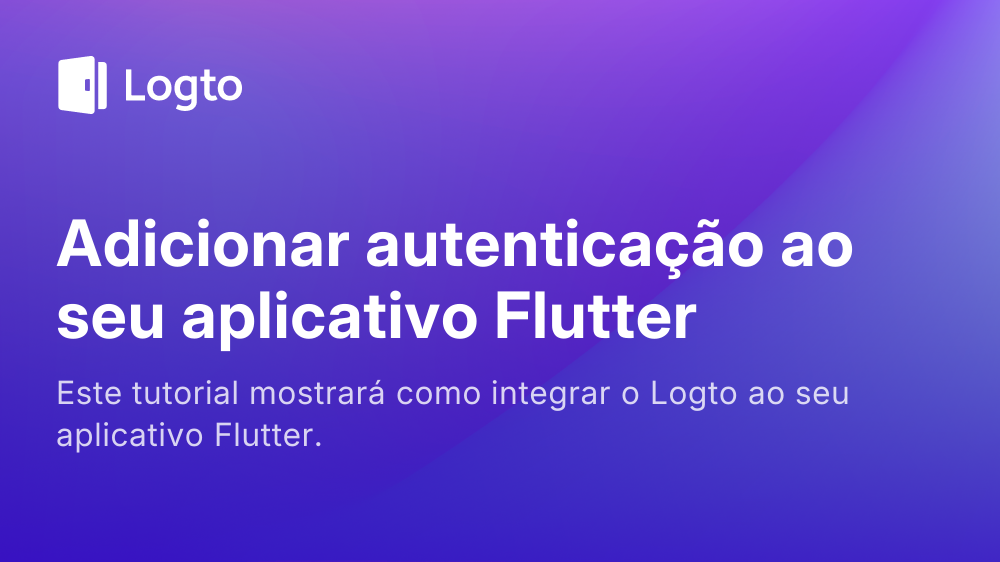 Logto
Adicionar autenticação ao
seu aplicativo Flutter
Este tutorial mostrará como integrar o Logto ao seu
aplicativo Flutter.